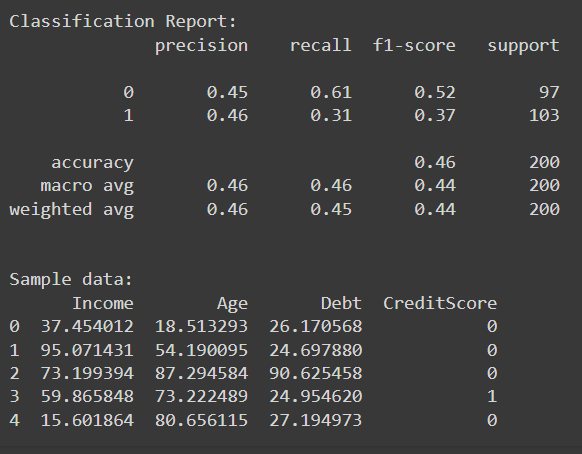 Classification Report:
precision recall f1-score support
0 0.45 0.61 0.52 97
1 0.46 0.31 0.37 103
accuracy 0.46 200
macro avg 0.46 0.46 0.44 200
weighted avg 0.46 0.45 0.44 200
Sample data:
Income Age Debt CreditScore
0 37.454012 18.513293 26.170568 0
1 95.071431 54.190095 24.697880 0
2 73.199394 87.294584 90.625458 0
3 59.865848 73.222489 24.954620 1
4 15.601864 80.656115 27.194973 0